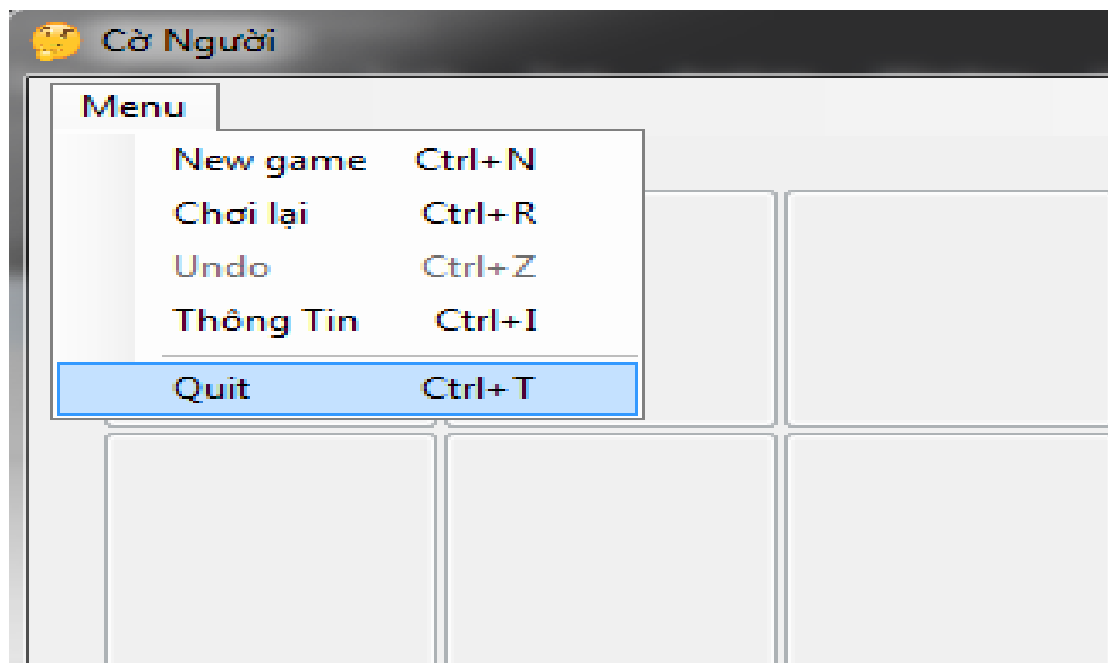 Cờ Người
Menu
New game Ctrl+N
Chơi lại Ctrl+R
Undo Ctrl+Z
Thông Tin Ctrl+I
Quit Ctrl+T